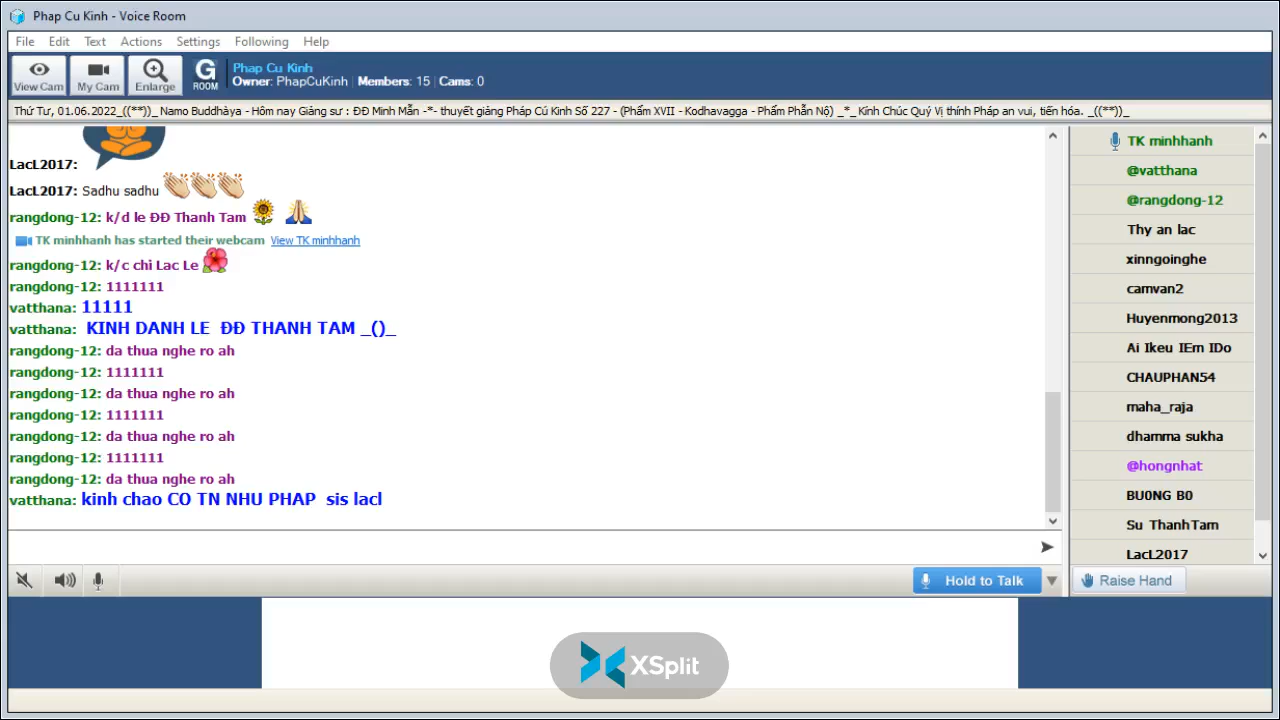 Phap Cu Kinh - Voice Room
File Edit Text Actions Settings Following Help
View Cam
My Cam
Enlarge
G
ROOM
Phap Cu Kinh
Owner: PhapCuKinh | Members: 15 | Cams: 0
Thứ Tư, 01.06.2022_((**))_ Namo Buddhàya - Hôm nay Giảng sư : ĐĐ Minh Mẫn -*- thuyết giảng Pháp Cú Kinh Số 227 - (Phẩm XVII - Kodhavagga - Phẩm Phẫn Nộ) _*_ Kính Chúc Quý Vị thính Pháp an vui, tiến hóa. _((**))_
LacL2017:
LacL2017: Sadhu sadhu
rangdong-12: k/d le ĐĐ Thanh Tam
TK minhhanh has started their webcam View TK minhhanh
rangdong-12: k/c chi Lac Le
rangdong-12: 1111111
vatthana: 11111
vatthana: KINH DANH LE ĐĐ THANH TAM _()_
rangdong-12: da thua nghe ro ah
rangdong-12: 1111111
rangdong-12: da thua nghe ro ah
rangdong-12: 1111111
rangdong-12: da thua nghe ro ah
rangdong-12: 1111111
rangdong-12: da thua nghe ro ah
vatthana: kinh chao CO TN NHU PHAP sis lacl
TK minhhanh
@vatthana
@rangdong-12
Thy an lac
xinngoinghe
camvan2
Huyenmong2013
Ai Ikeu IEm IDo
CHAUPHAN54
maha_raja
dhamma sukha
@hongnhat
BU0NG B0
Su ThanhTam
LacL2017
Hold to Talk
Raise Hand
XSplit